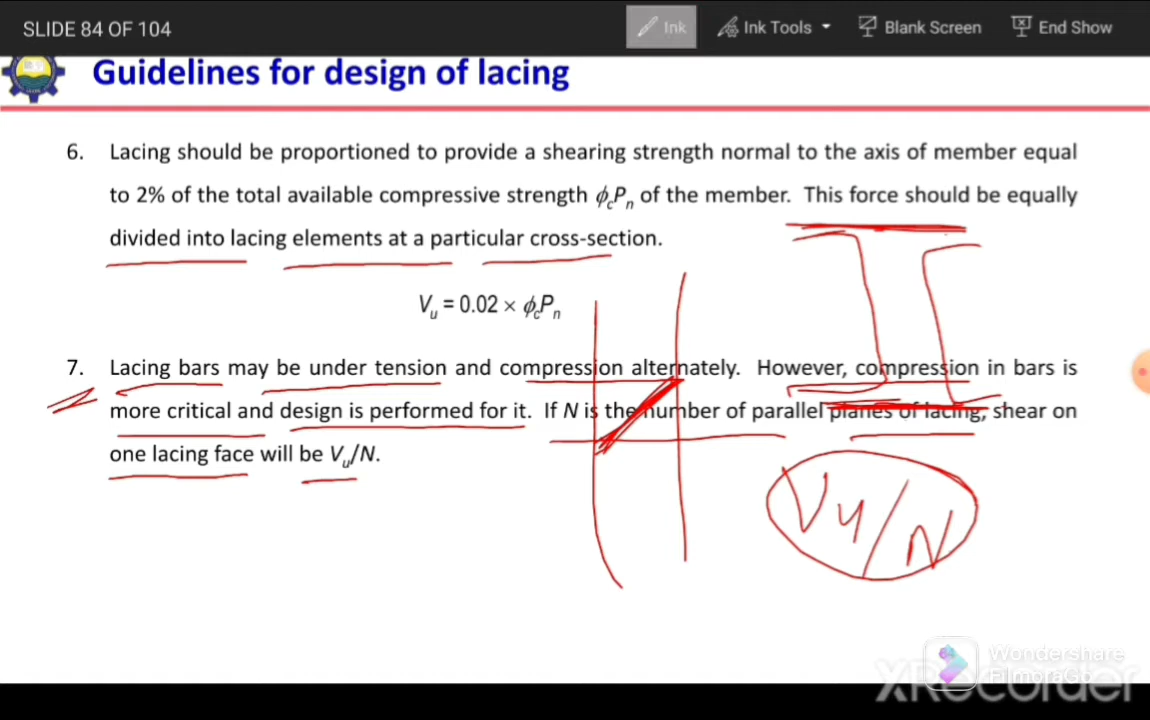 SLIDE 84 OF 104 Ink Ink Tools Blank Screen End Show
Guidelines for design of lacing
6. Lacing should be proportioned to provide a shearing strength normal to the axis of member equal
to 2% of the total available compressive strength ϕcPn of the member. This force should be equally
divided into lacing elements at a particular cross-section.
Vu = 0.02 × ϕcPn
7. Lacing bars may be under tension and compression alternately. However, compression in bars is
more critical and design is performed for it. If N is the number of parallel planes of lacing, shear on
one lacing face will be Vu/N.
Vu/N
84
Wondershare
FilmoraGo
XRecorder